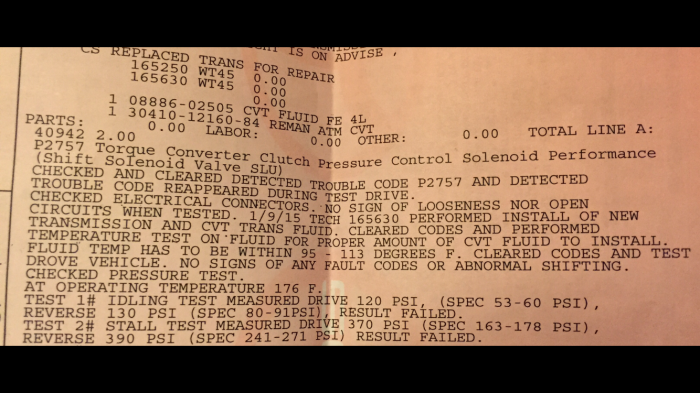 IS ON ADVISE ,
CS REPLACED TRANS FOR REPAIR
165250 WT45 0.00
165630 WT45 0.00
0.00
1 08886-02505 CVT FLUID FE 4L
1 30410-12160-84 REMAN ATM CVT
PARTS: 0.00 LABOR: 0.00 OTHER: 0.00 TOTAL LINE A:
40942 2.00
P2757 Torque Converter Clutch Pressure Control Solenoid Performance
(Shift Solenoid Valve SLU)
CHECKED AND CLEARED DETECTED TROUBLE CODE P2757 AND DETECTED
TROUBLE CODE REAPPEARED DURING TEST DRIVE.
CHECKED ELECTRICAL CONNECTORS. NO SIGN OF LOOSENESS NOR OPEN
CIRCUITS WHEN TESTED. 1/9/15 TECH 165630 PERFORMED INSTALL OF NEW
TRANSMISSION AND CVT TRANS FLUID. CLEARED CODES AND PERFORMED
TEMPERATURE TEST ON FLUID FOR PROPER AMOUNT OF CVT FLUID TO INSTALL.
FLUID TEMP HAS TO BE WITHIN 95 - 113 DEGREES F. CLEARED CODES AND TEST
DROVE VEHICLE. NO SIGNS OF ANY FAULT CODES OR ABNORMAL SHIFTING.
CHECKED PRESSURE TEST.
AT OPERATING TEMPERATURE 176 F.
TEST 1# IDLING TEST MEASURED DRIVE 120 PSI, (SPEC 53-60 PSI),
REVERSE 130 PSI (SPEC 80-91PSI), RESULT FAILED.
TEST 2# STALL TEST MEASURED DRIVE 370 PSI (SPEC 163-178 PSI),
REVERSE 390 PSI (SPEC 241-271 PSI) RESULT FAILED.